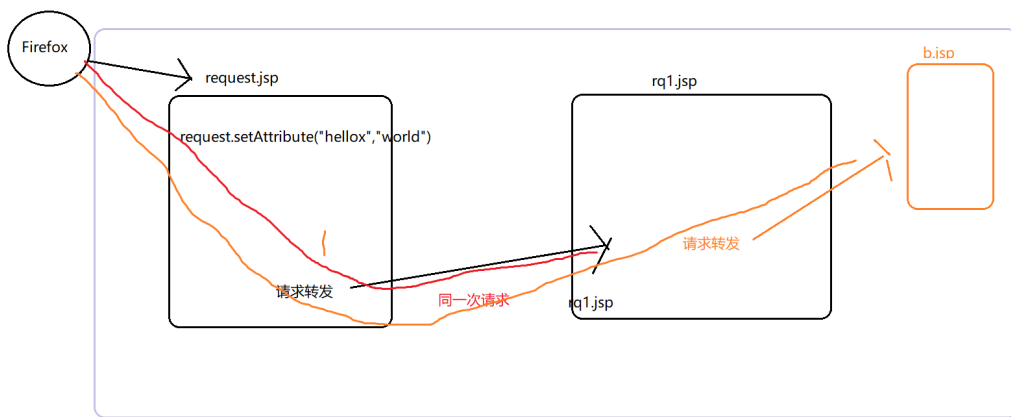 Firefox
b.jsp
request.jsp
rq1.jsp
request.setAttribute("hellox","world")
请求转发
请求转发
同一次请求
rq1.jsp